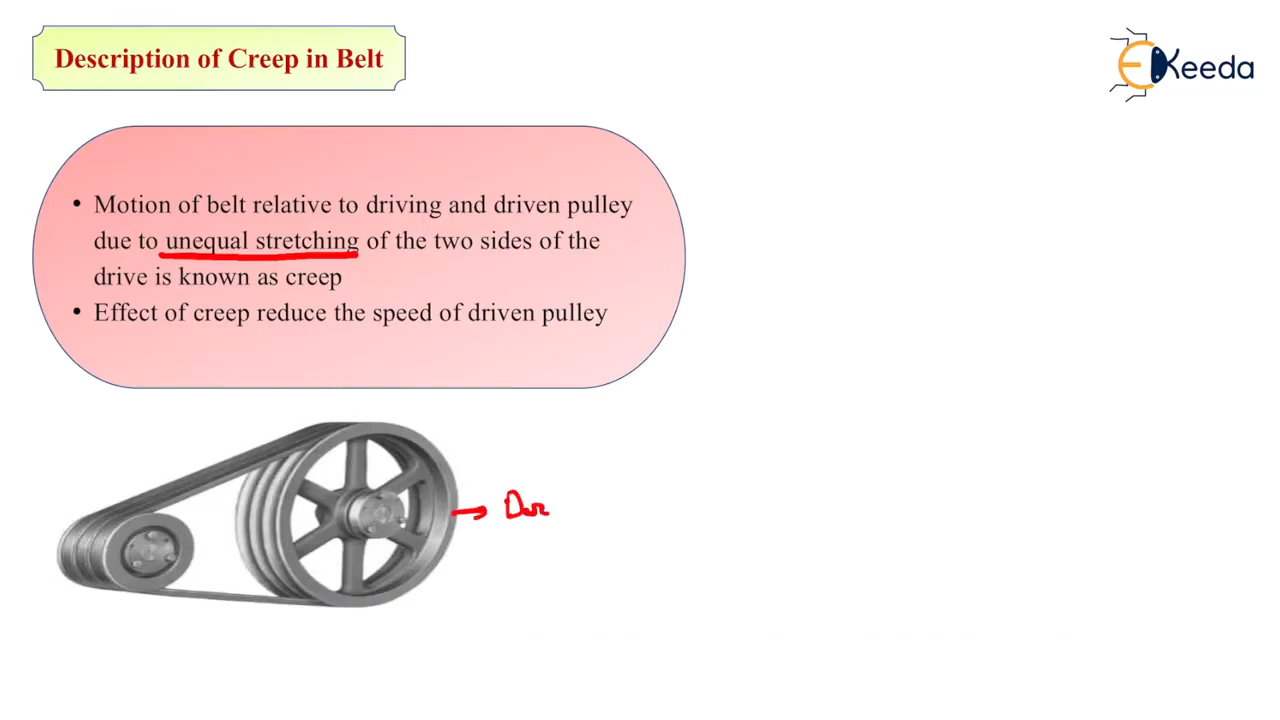 Description of Creep in Belt
EKeeda
• Motion of belt relative to driving and driven pulley
due to unequal stretching of the two sides of the
drive is known as creep
• Effect of creep reduce the speed of driven pulley